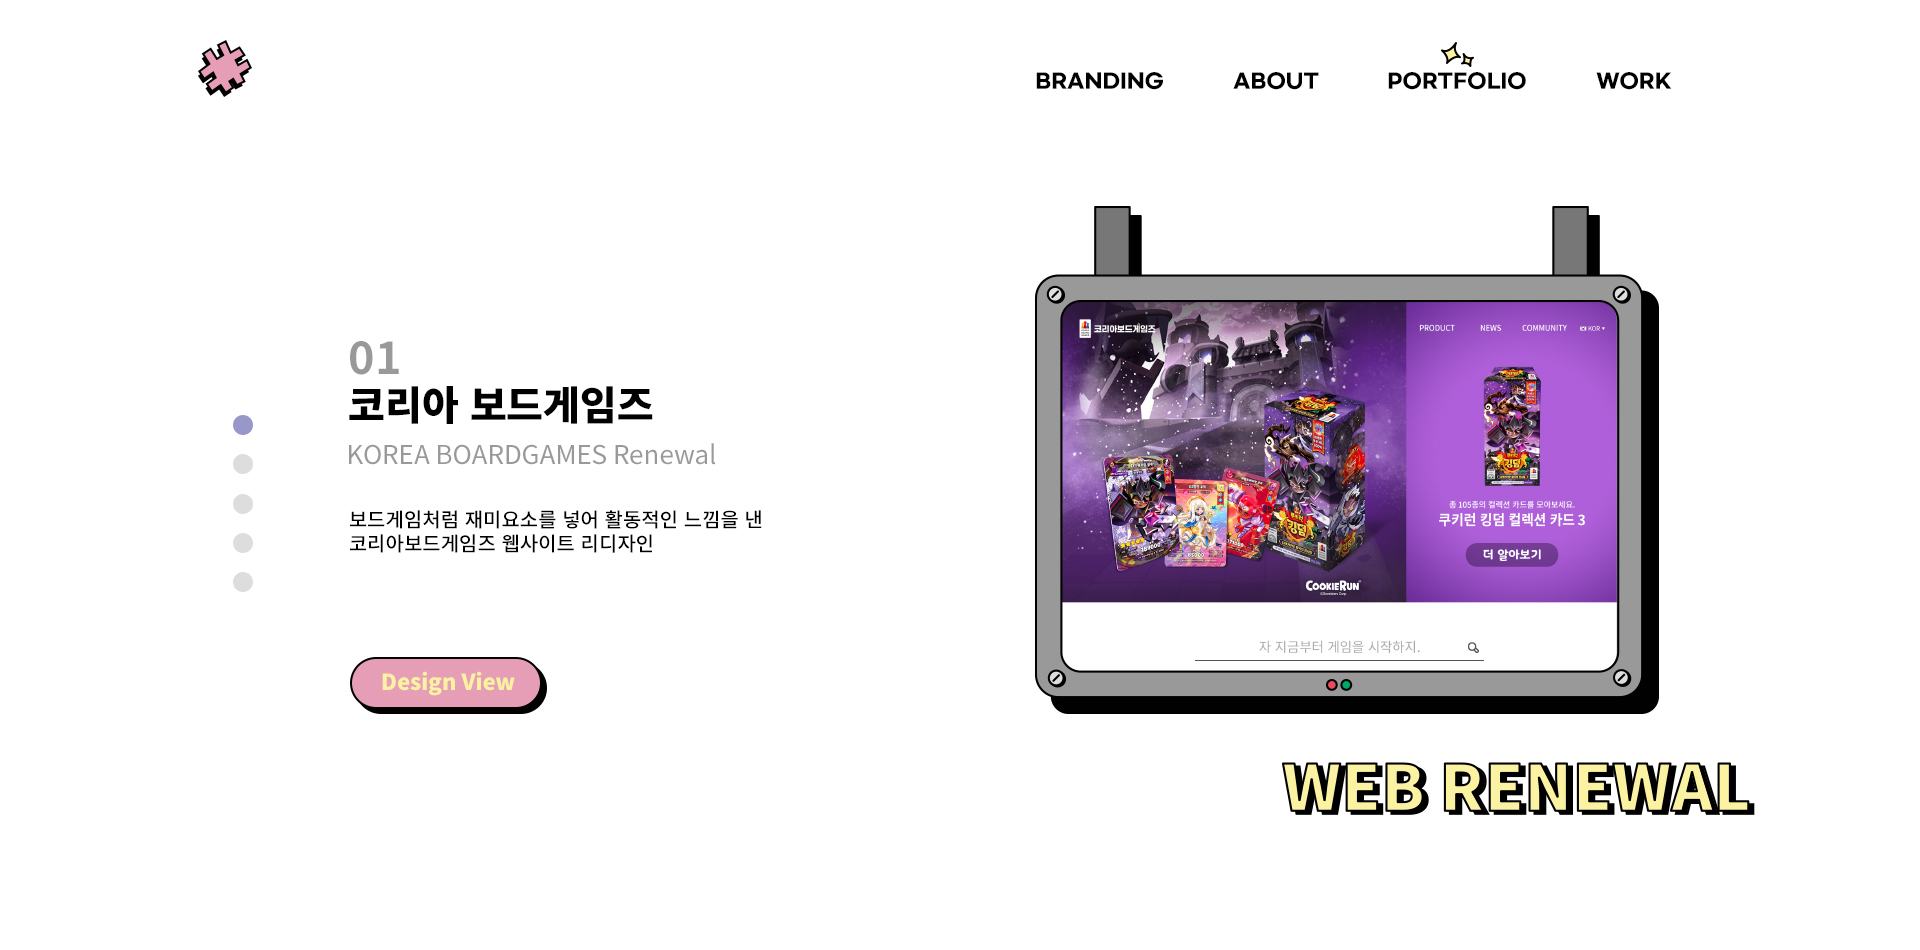 BRANDING ABOUT PORTFOLIO WORK
01
코리아 보드게임즈
KOREA BOARDGAMES Renewal
보드게임처럼 재미요소를 넣어 활동적인 느낌을 낸
코리아보드게임즈 웹사이트 리디자인
Design View
코리아보드게임즈
PRODUCT NEWS COMMUNITY KOR
총 105종의 컬렉션 카드를 모아보세요.
쿠키런 킹덤 컬렉션 카드 3
더 알아보기
킹덤
킹덤
COOKIERUN
자 지금부터 게임을 시작하지.
WEB RENEWAL